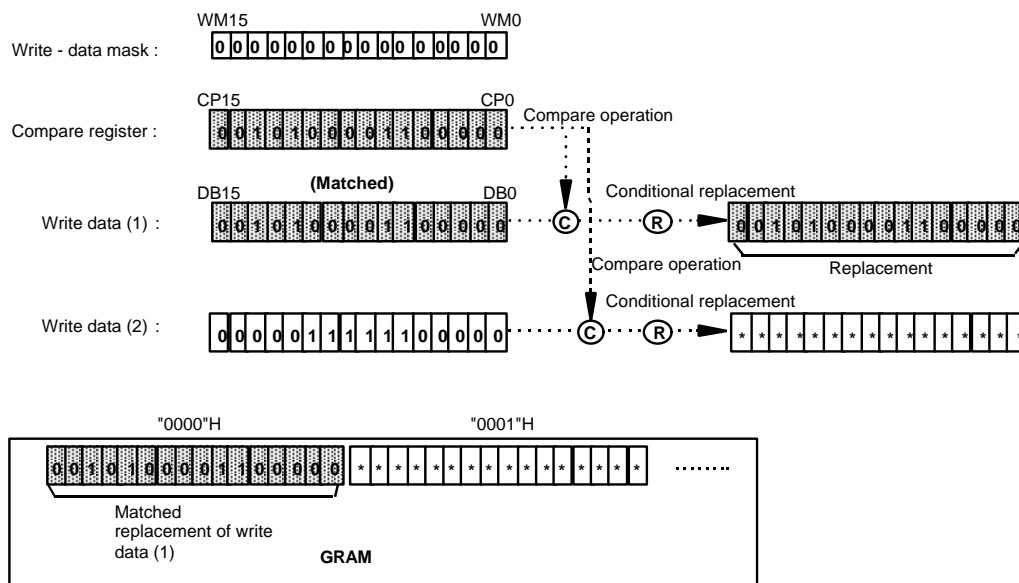 WM15 WM0
Write - data mask : 0 0 0 0 0 0 0 0 0 0 0 0 0 0 0 0
CP15 CP0
Compare operation
Compare register : 0 0 1 0 1 0 0 0 0 1 1 0 0 0 0 0
(Matched)
DB15 DB0
Conditional replacement
Write data (1) : 0 0 1 0 1 0 0 0 0 1 1 0 0 0 0 0 C R 0 0 1 0 1 0 0 0 0 1 1 0 0 0 0 0
Compare operation
Replacement
Conditional replacement
Write data (2) : 0 0 0 0 0 1 1 1 1 1 1 0 0 0 0 0 C R * * * * * * * * * * * * * * * *
"0000"H "0001"H
0 0 1 0 1 0 0 0 0 1 1 0 0 0 0 0 * * * * * * * * * * * * * * * * ........
Matched
replacement of write
data (1)
GRAM